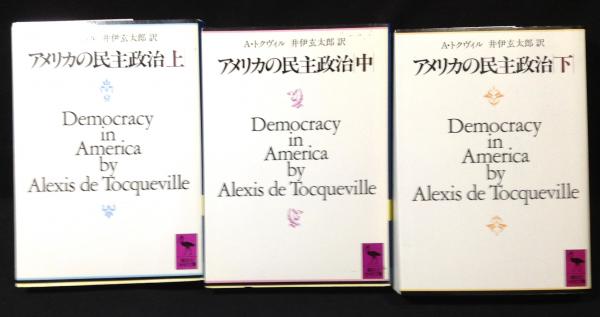 井伊玄太郎 訳
アメリカの民主政治 上
Democracy
in
America
by
Alexis de Tocqueville
A・トクヴィル 井伊玄太郎 訳
アメリカの民主政治 中
Democracy
in
America
by
Alexis de Tocqueville
A・トクヴィル 井伊玄太郎 訳
アメリカの民主政治 下
Democracy
in
America
by
Alexis de Tocqueville